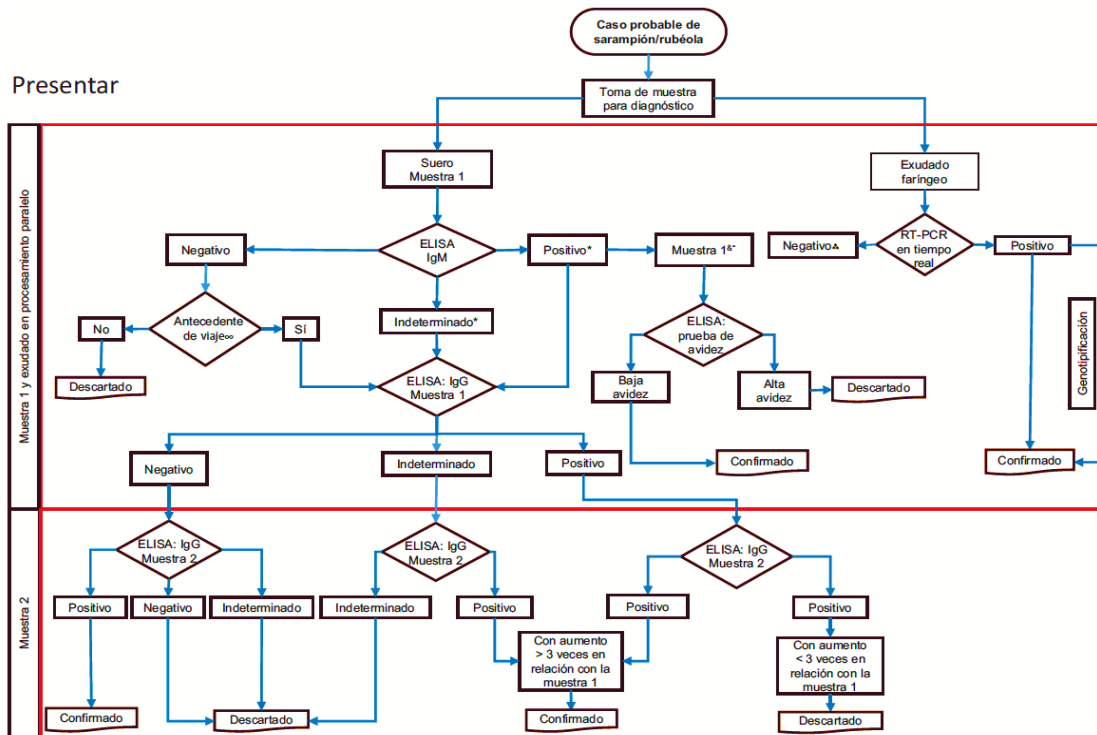 Presentar
Caso probable de
sarampión/rubéola
Toma de muestra
para diagnóstico
Muestra 1 y exudado en procesamiento paralelo
Suero
Muestra 1
Exudado
faríngeo
ELISA
IgM
Negativo
Positivo*
Muestra 1&-
Negativo▵
RT-PCR
en tiempo
real
Positivo
Indeterminado*
Antecedente
de viaje∞
No
Sí
Descartado
ELISA: IgG
Muestra 1
ELISA:
prueba de
avidez
Baja
avidez
Alta
avidez
Descartado
Genotipificación
Confirmado
Confirmado
Negativo
Indeterminado
Positivo
Muestra 2
ELISA: IgG
Muestra 2
ELISA: IgG
Muestra 2
ELISA: IgG
Muestra 2
Positivo
Negativo
Indeterminado
Indeterminado
Positivo
Positivo
Positivo
Con aumento
> 3 veces en
relación con la
muestra 1
Con aumento
< 3 veces en
relación con la
muestra 1
Confirmado
Descartado
Confirmado
Descartado